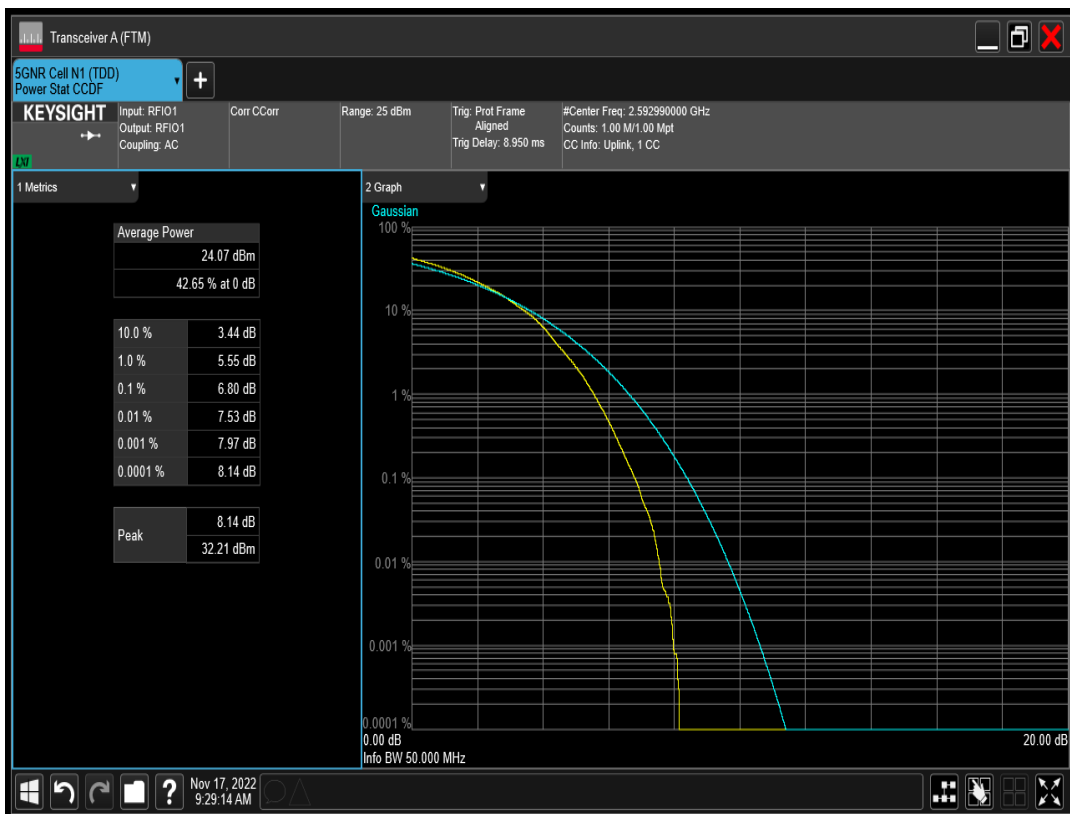 Transceiver A (FTM)
5GNR Cell N1 (TDD)
Power Stat CCDF
+
KEYSIGHT
LXI
Input: RFIO1
Output: RFIO1
Coupling: AC
Corr CCorr
Range: 25 dBm
Trig: Prot Frame
Aligned
Trig Delay: 8.950 ms
#Center Freq: 2.592990000 GHz
Counts: 1.00 M/1.00 Mpt
CC Info: Uplink, 1 CC
1 Metrics
Average Power
24.07 dBm
42.65 % at 0 dB
10.0 % 3.44 dB
1.0 % 5.55 dB
0.1 % 6.80 dB
0.01 % 7.53 dB
0.001 % 7.97 dB
0.0001 % 8.14 dB
Peak
8.14 dB
32.21 dBm
2 Graph
Gaussian
100 %
10 %
1 %
0.1 %
0.01 %
0.001 %
0.0001 %
0.00 dB
20.00 dB
Info BW 50.000 MHz
?
Nov 17, 2022
9:29:14 AM